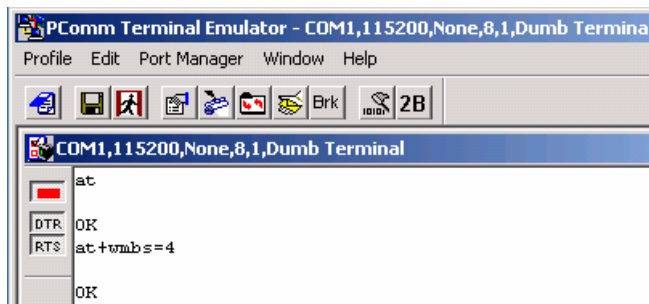 PComm Terminal Emulator - COM1,115200,None,8,1,Dumb Termina
Profile Edit Port Manager Window Help
Brk 2B
COM1,115200,None,8,1,Dumb Terminal
at
DTR OK
RTS at+wmbs=4
OK